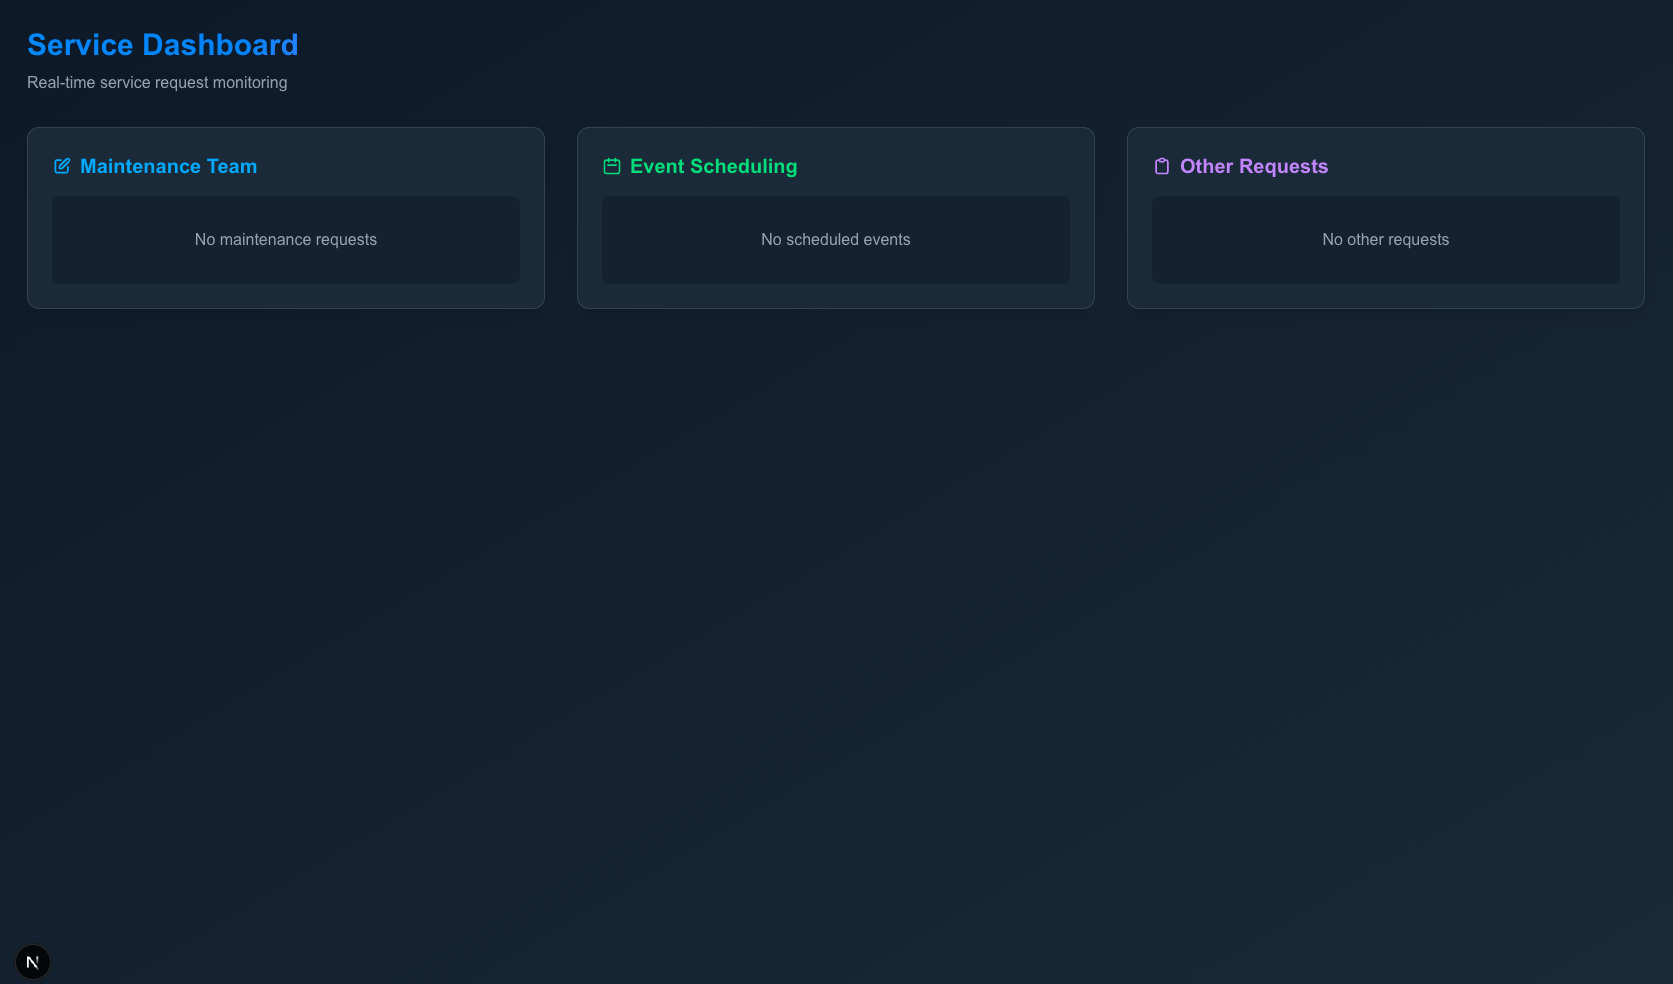 Service Dashboard
Real-time service request monitoring
Maintenance Team
No maintenance requests
Event Scheduling
No scheduled events
Other Requests
No other requests
N